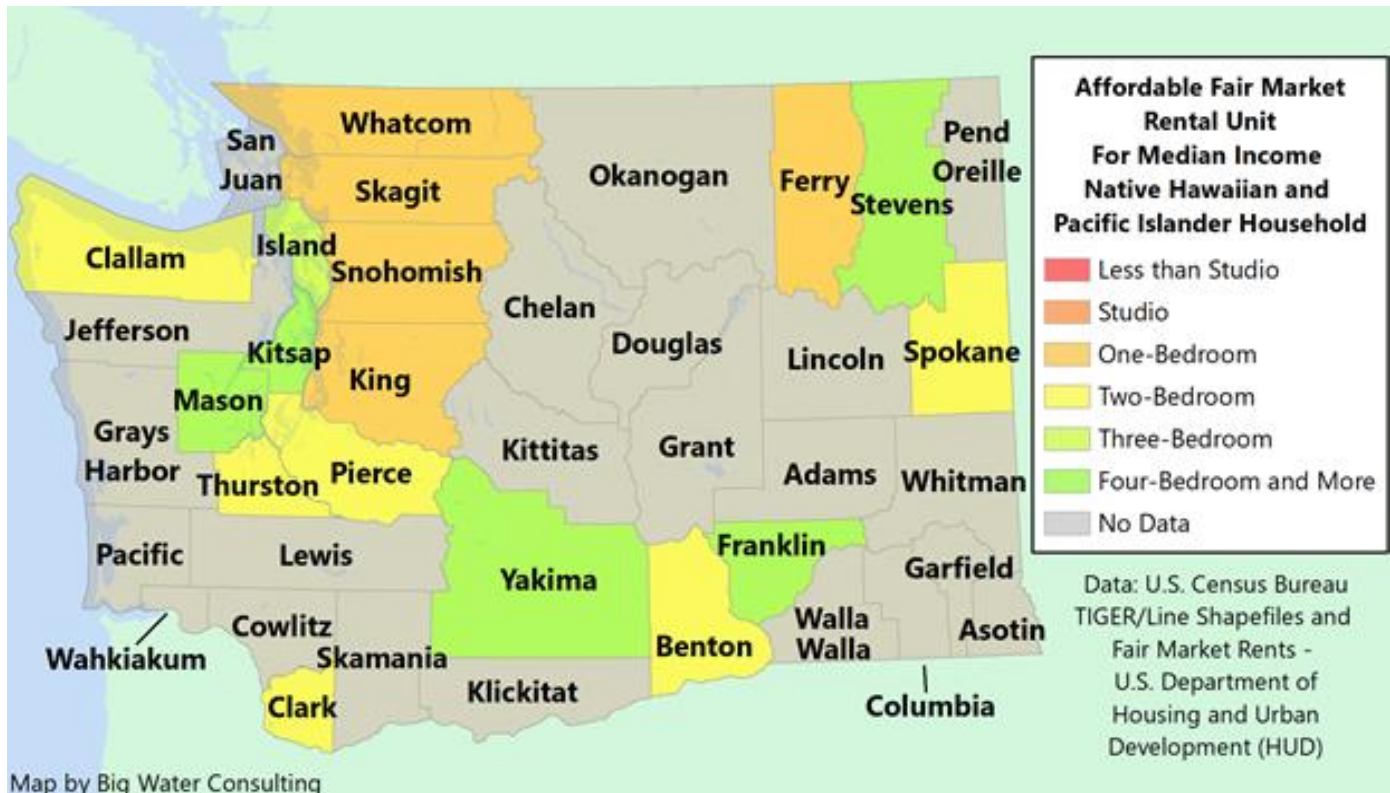 Affordable Fair Market
Rental Unit
For Median Income
Native Hawaiian and
Pacific Islander Household
Less than Studio
Studio
One-Bedroom
Two-Bedroom
Three-Bedroom
Four-Bedroom and More
No Data
Whatcom
San
Juan
Skagit
Okanogan
Ferry
Stevens
Pend
Oreille
Island
Clallam
Snohomish
Chelan
Jefferson
Kitsap
Douglas
Lincoln
Spokane
King
Mason
Grays
Harbor
Kittitas
Grant
Adams
Whitman
Thurston
Pierce
Pacific
Lewis
Yakima
Franklin
Garfield
Cowlitz
Wahkiakum
Skamania
Benton
Walla
Walla
Asotin
Clark
Klickitat
Columbia
Data: U.S. Census Bureau
TIGER/Line Shapefiles and
Fair Market Rents -
U.S. Department of
Housing and Urban
Development (HUD)
Map by Big Water Consulting